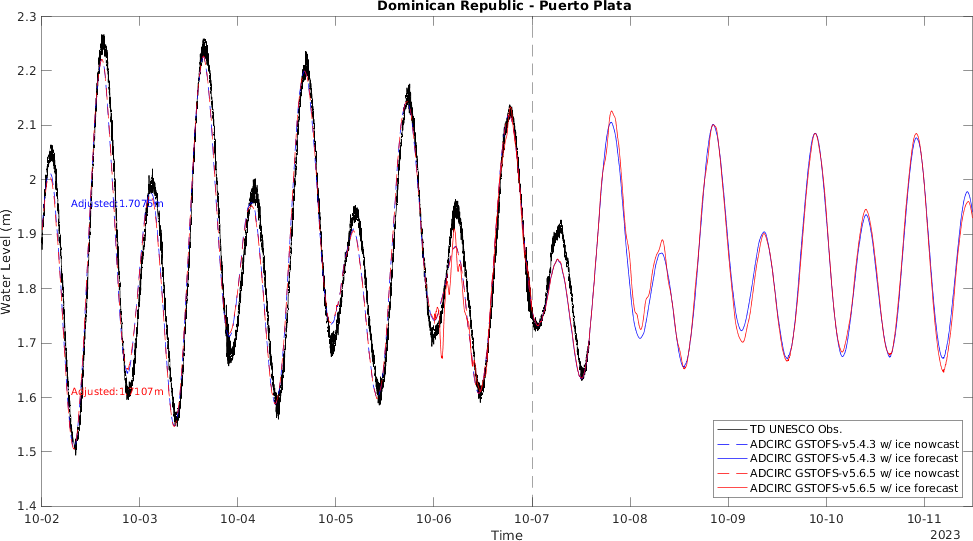 Dominican Republic - Puerto Plata
2.3
2.2
2.1
2
1.9
1.8
1.7
1.6
1.5
1.4
Water Level (m)
Adjusted:1.7076m
Adjusted:1.7107m
TD UNESCO Obs.
ADCIRC GSTOFS-v5.4.3 w/ ice nowcast
ADCIRC GSTOFS-v5.4.3 w/ ice forecast
ADCIRC GSTOFS-v5.6.5 w/ ice nowcast
ADCIRC GSTOFS-v5.6.5 w/ ice forecast
10-02 10-03 10-04 10-05 10-06 10-07 10-08 10-09 10-10 10-11
Time
2023